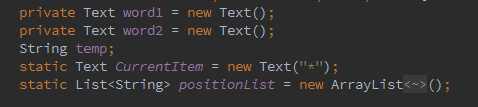 private Text word1 = new Text();
private Text word2 = new Text();
String temp;
static Text CurrentItem = new Text("*");
static List<String> positionList = new ArrayList<~>();